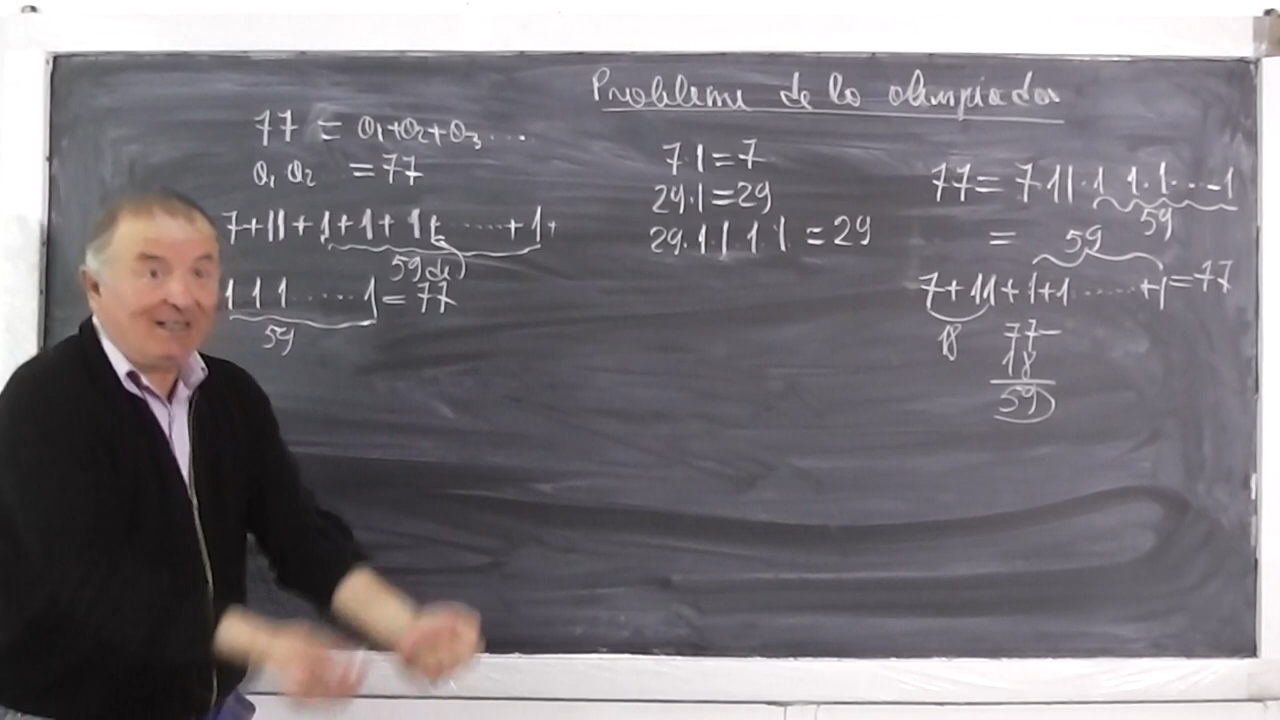 Probleme de la olimpiada
77 = a₁+a₂+a₃ ...
a₁ a₂ = 77
7+11+1+1+1+ ..... +1+
59 de
1 1 1 ..... 1 = 77
59
7·1=7
29·1=29
29·1·1·1·1 = 29
77 = 7·11·1 1·1·...·1
59
= 59
7+11+1+1 ..... +1 = 77
18
77-
18
59